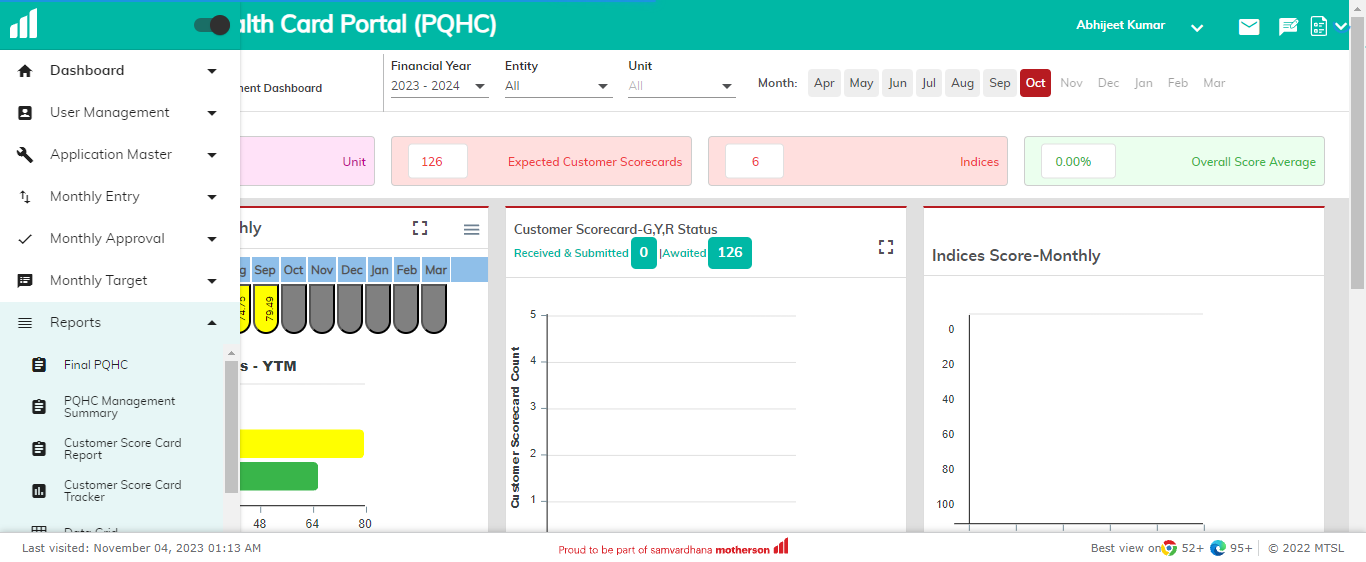 alth Card Portal (PQHC)
Abhijeet Kumar
Dashboard
User Management
Application Master
Monthly Entry
Monthly Approval
Monthly Target
Reports
Final PQHC
PQHC Management
Summary
Customer Score Card
Report
Customer Score Card
Tracker
Data Grid
ment Dashboard
Financial Year
2023 - 2024
Entity
All
Unit
All
Month: Apr May Jun Jul Aug Sep Oct Nov Dec Jan Feb Mar
Unit
126 Expected Customer Scorecards
6 Indices
0.00% Overall Score Average
hly
g Sep Oct Nov Dec Jan Feb Mar
74.75 79.49
s - YTM
48 64 80
Customer Scorecard-G,Y,R Status
Received & Submitted 0 |Awaited 126
Customer Scorecard Count
5
4
3
2
1
Indices Score-Monthly
0
20
40
60
80
100
Last visited: November 04, 2023 01:13 AM
Proud to be part of samvardhana motherson
Best view on 52+ 95+ © 2022 MTSL